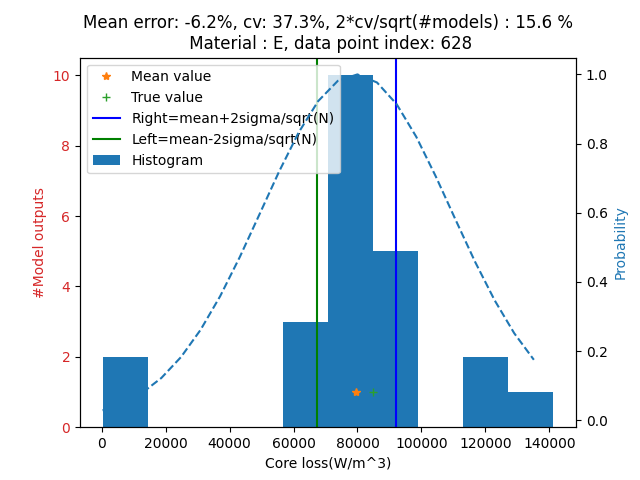 Mean error: -6.2%, cv: 37.3%, 2*cv/sqrt(#models) : 15.6 %
Material : E, data point index: 628
Mean value
True value
Right=mean+2sigma/sqrt(N)
Left=mean-2sigma/sqrt(N)
Histogram
#Model outputs
10
8
6
4
2
0
Probability
1.0
0.8
0.6
0.4
0.2
0.0
0 20000 40000 60000 80000 100000 120000 140000
Core loss(W/m^3)